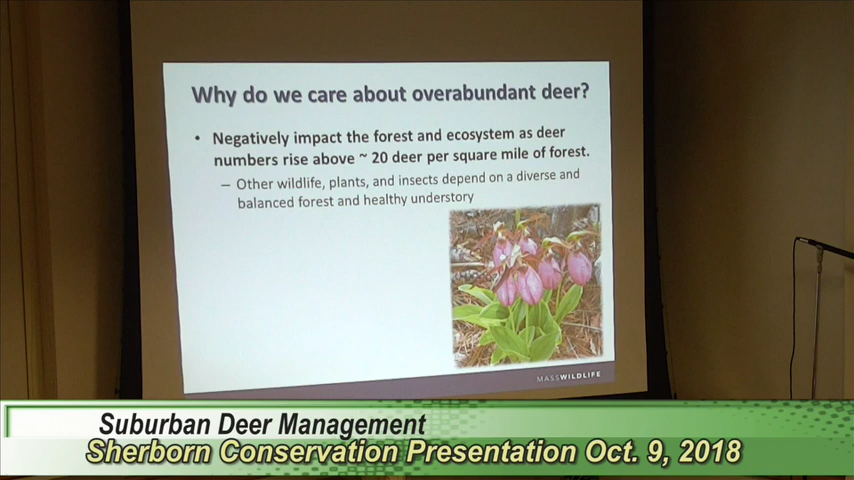 Why do we care about overabundant deer?
• Negatively impact the forest and ecosystem as deer
numbers rise above ~ 20 deer per square mile of forest.
– Other wildlife, plants, and insects depend on a diverse and
balanced forest and healthy understory
MASSWILDLIFE
Suburban Deer Management
Sherborn Conservation Presentation Oct. 9, 2018